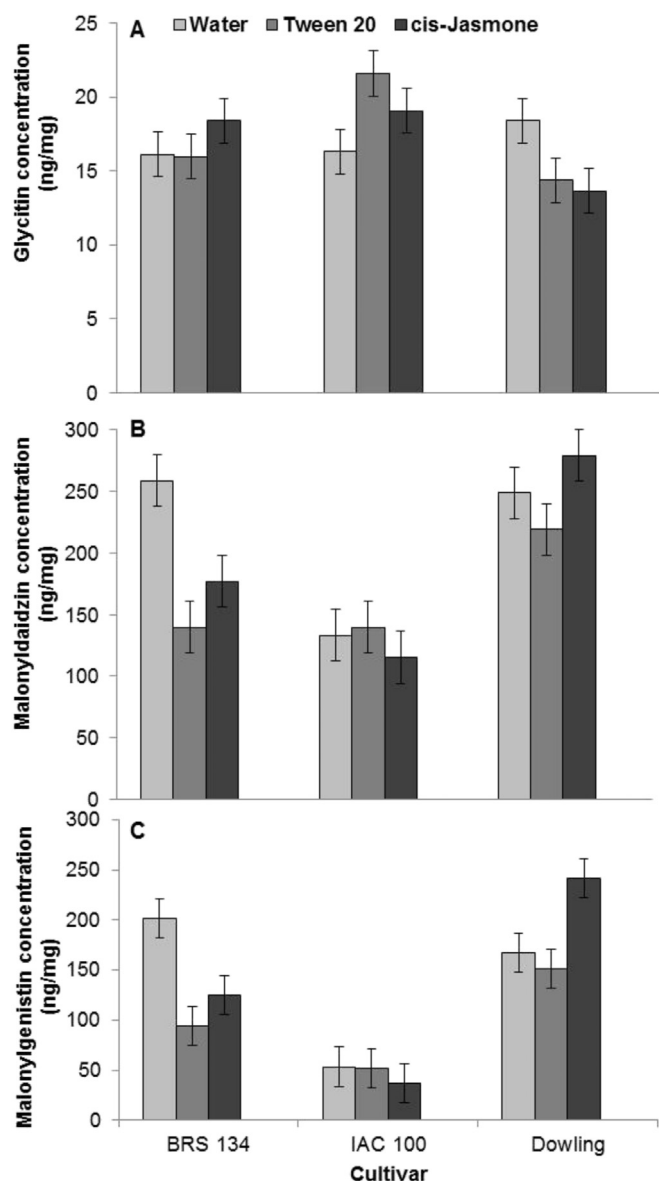 A Water Tween 20 cis-Jasmone
Glycitin concentration
(ng/mg)
25
20
15
10
5
0
B
Malonyldaidzin concentration
(ng/mg)
300
250
200
150
100
50
0
C
Malonylgenistin concentration
(ng/mg)
300
250
200
150
100
50
0
BRS 134 IAC 100 Dowling
Cultivar